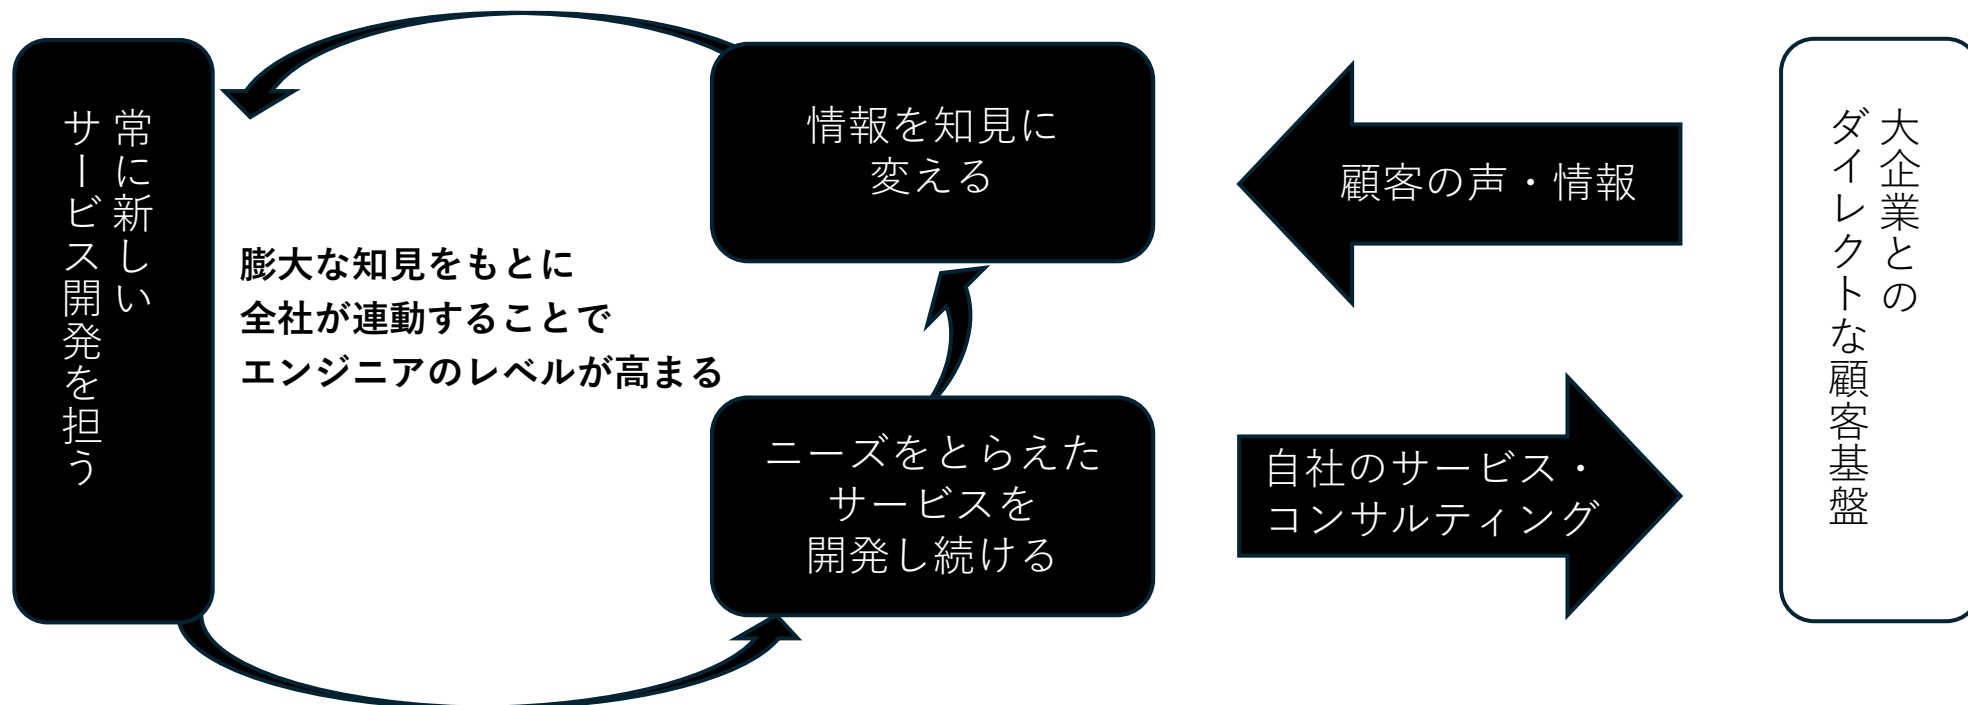 常に新しい
サービス開発を担う
膨大な知見をもとに
全社が連動することで
エンジニアのレベルが高まる
情報を知見に
変える
ニーズをとらえた
サービスを
開発し続ける
顧客の声・情報
自社のサービス・
コンサルティング
大企業との
ダイレクトな顧客基盤